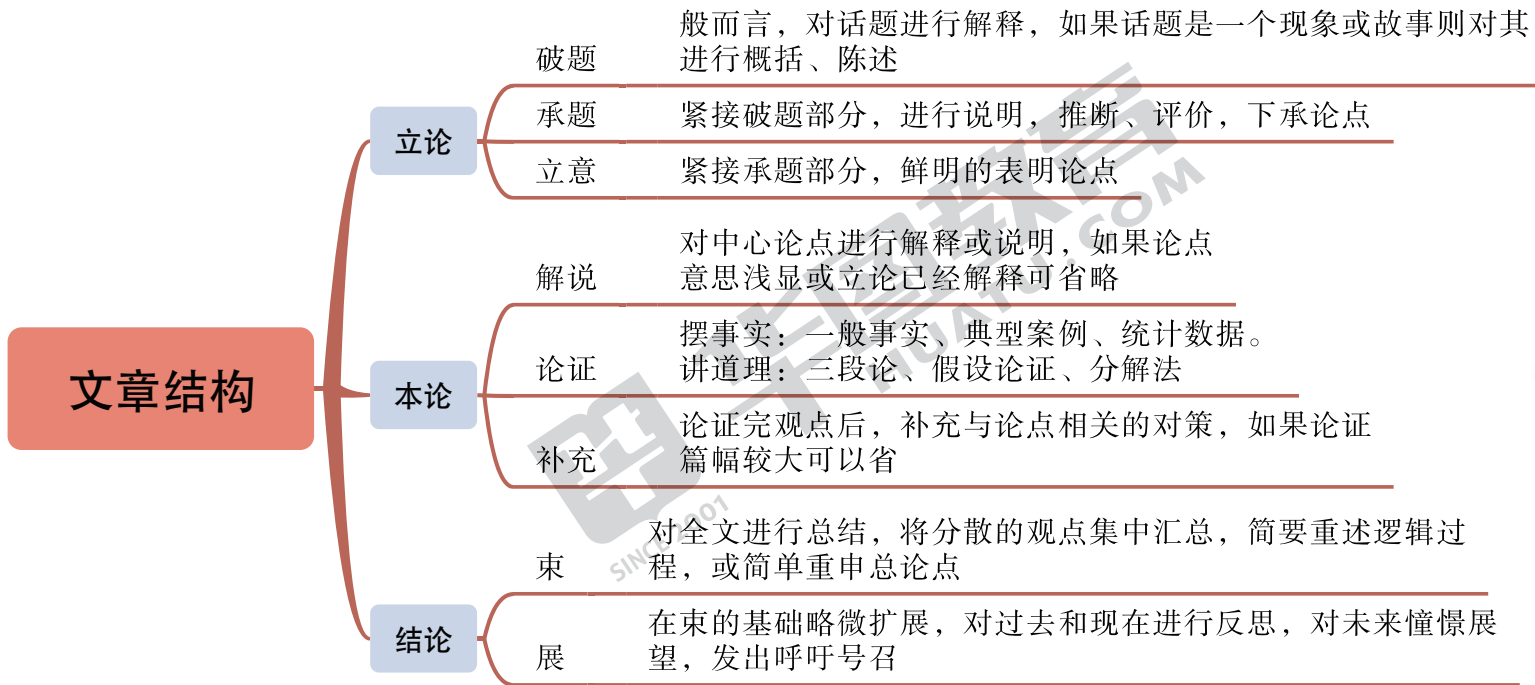 文章结构
立论
破题
般而言，对话题进行解释，如果话题是一个现象或故事则对其
进行概括、陈述
承题
紧接破题部分，进行说明，推断、评价，下承论点
立意
紧接承题部分，鲜明的表明论点
本论
解说
对中心论点进行解释或说明，如果论点
意思浅显或立论已经解释可省略
论证
摆事实：一般事实、典型案例、统计数据。
讲道理：三段论、假设论证、分解法
补充
论证完观点后，补充与论点相关的对策，如果论证
篇幅较大可以省
结论
束
对全文进行总结，将分散的观点集中汇总，简要重述逻辑过
程，或简单重申总论点
展
在束的基础略微扩展，对过去和现在进行反思，对未来憧憬展
望，发出呼吁号召
华图教育
HUATU.COM
SINCE 2001